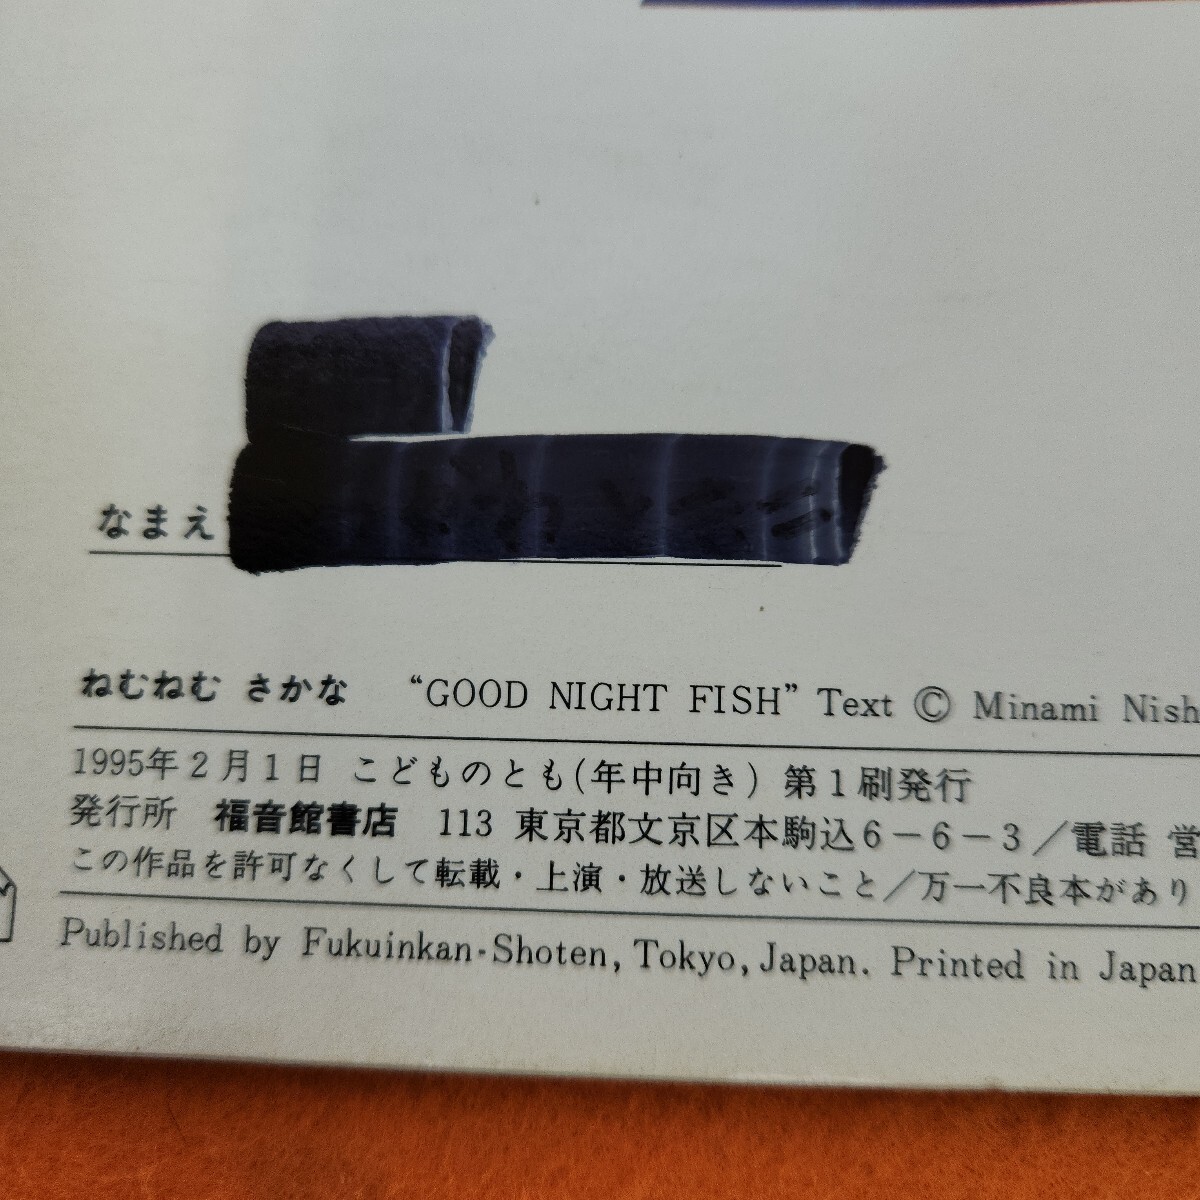 なまえ
ねむねむ さかな “GOOD NIGHT FISH” Text © Minami Nish
1995年2月1日 こどものとも(年中向き) 第1刷発行
発行所 福音館書店 113 東京都文京区本駒込6-6-3／電話 営
この作品を許可なくして転載・上演・放送しないこと／万一不良本があり
Published by Fukuinkan-Shoten, Tokyo, Japan. Printed in Japan